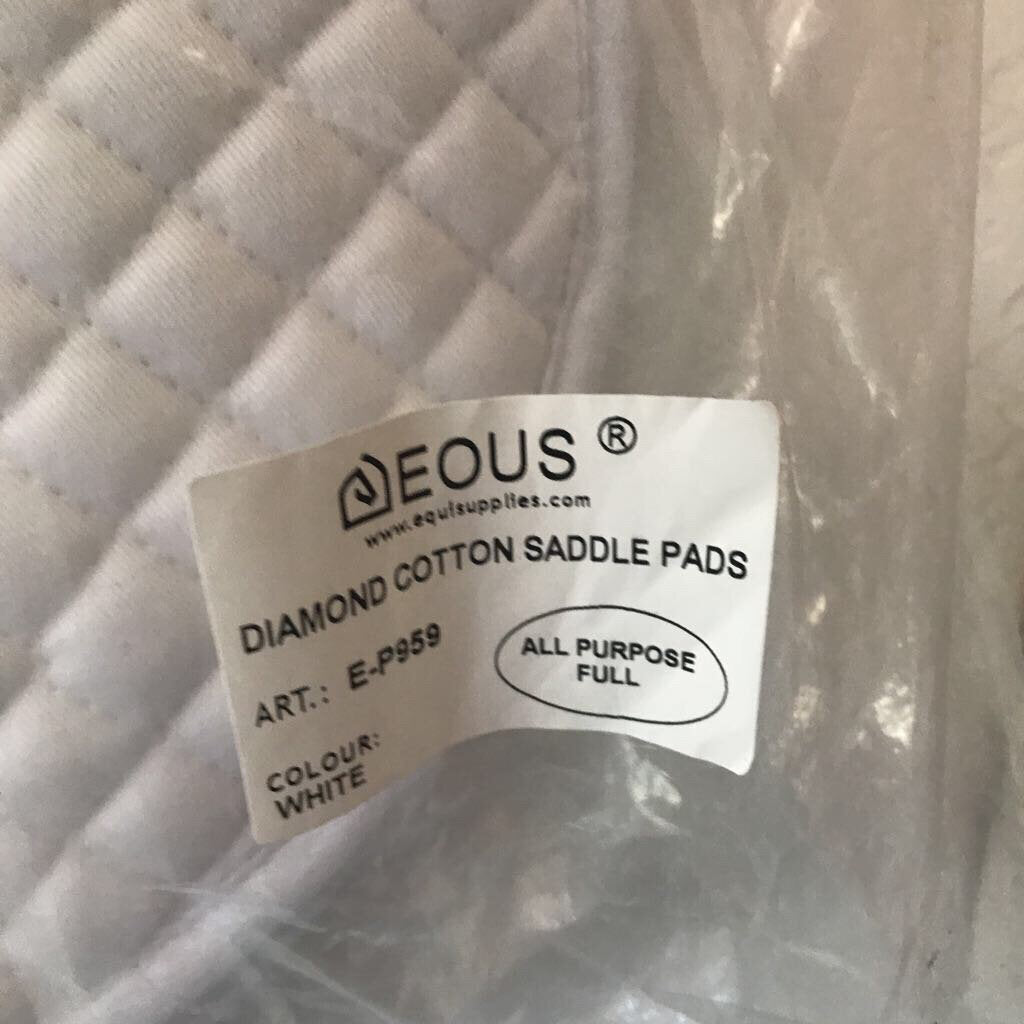 EOUS ®
www.equisupplies.com
DIAMOND COTTON SADDLE PADS
ART.: E-P959
ALL PURPOSE
FULL
COLOUR:
WHITE